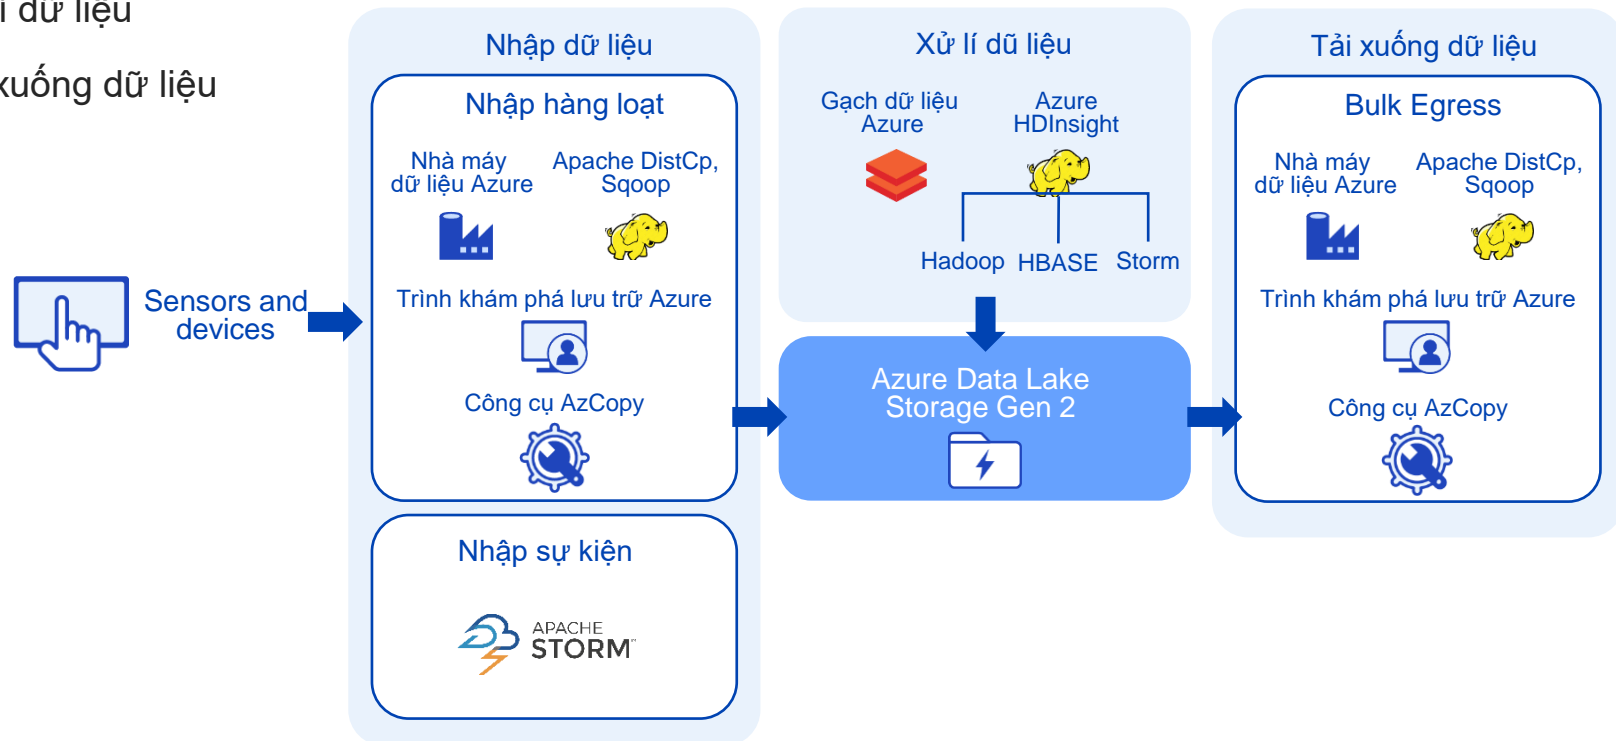 í dữ liệu
xuống dữ liệu
Sensors and
devices
Nhập dữ liệu
Nhập hàng loạt
Nhà máy
dữ liệu Azure
Apache DistCp,
Sqoop
Trình khám phá lưu trữ Azure
Công cụ AzCopy
Nhập sự kiện
APACHE
STORM
Xử lí dũ liệu
Gạch dữ liệu
Azure
Azure
HDInsight
Hadoop
HBASE
Storm
Azure Data Lake
Storage Gen 2
Tải xuống dữ liệu
Bulk Egress
Nhà máy
dữ liệu Azure
Apache DistCp,
Sqoop
Trình khám phá lưu trữ Azure
Công cụ AzCopy